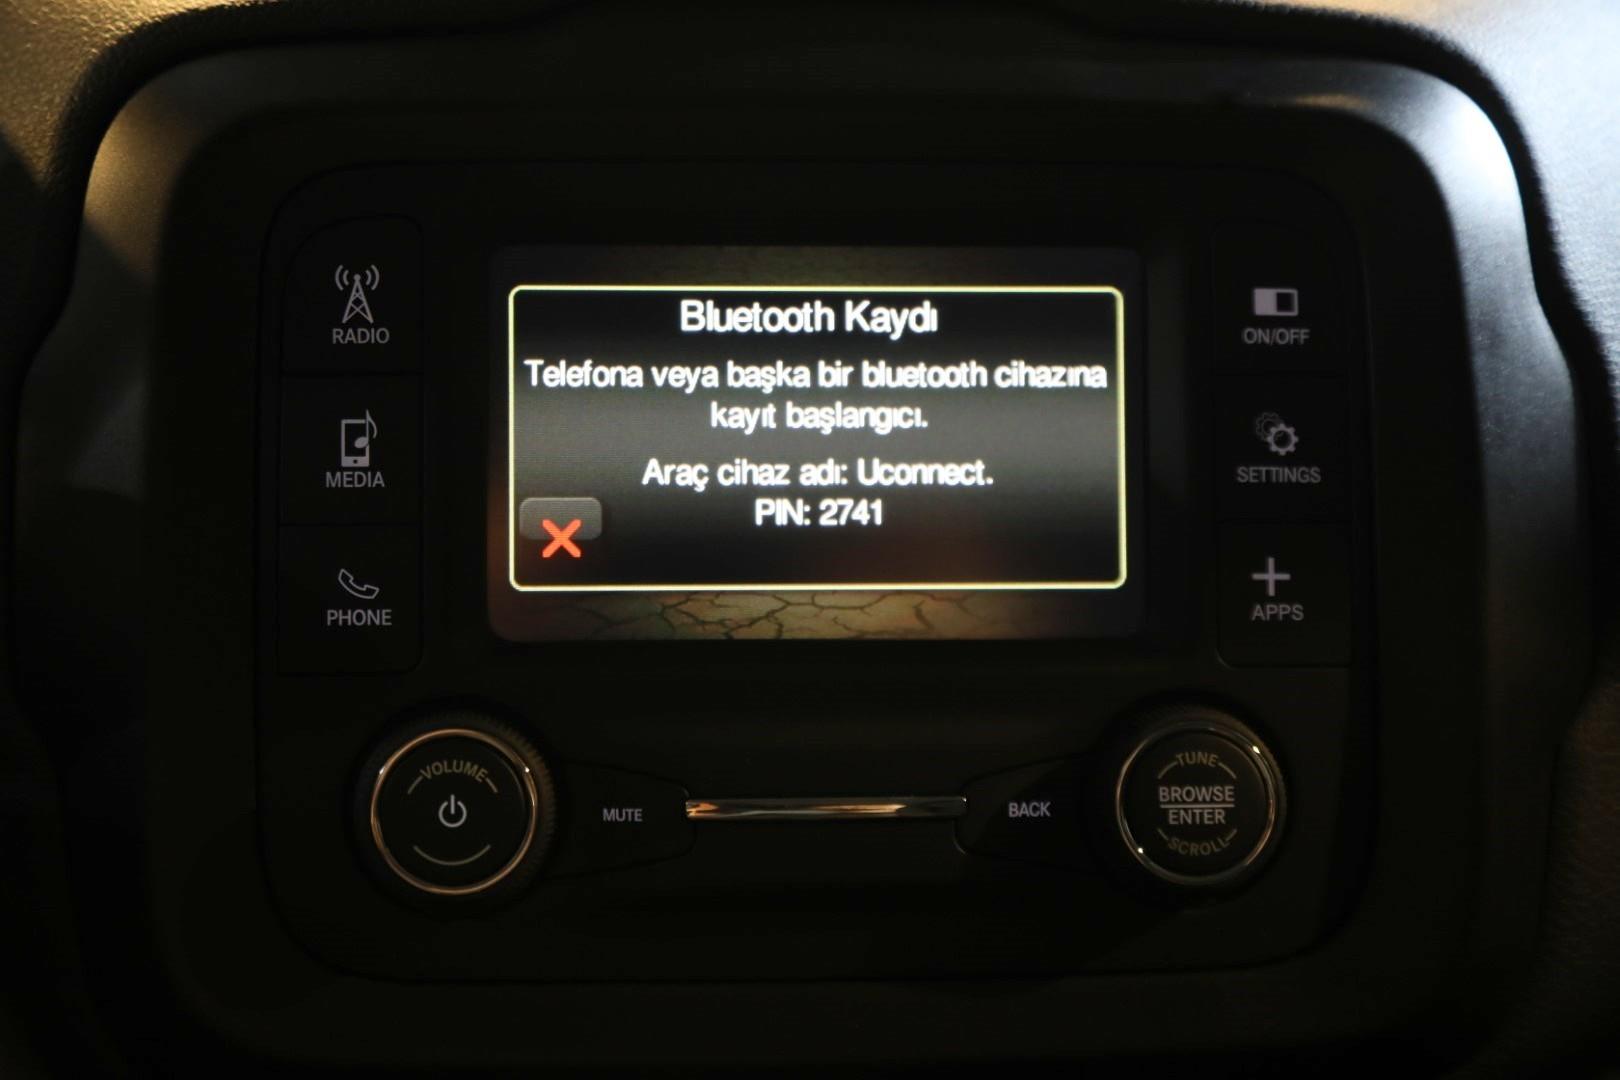 RADIO
MEDIA
PHONE
Bluetooth Kaydı
Telefona veya başka bir bluetooth cihazına
kayıt başlangıcı.
Araç cihaz adı: Uconnect.
PIN: 2741
ON/OFF
SETTINGS
APPS
VOLUME
MUTE
BACK
TUNE
BROWSE
ENTER
SCROLL